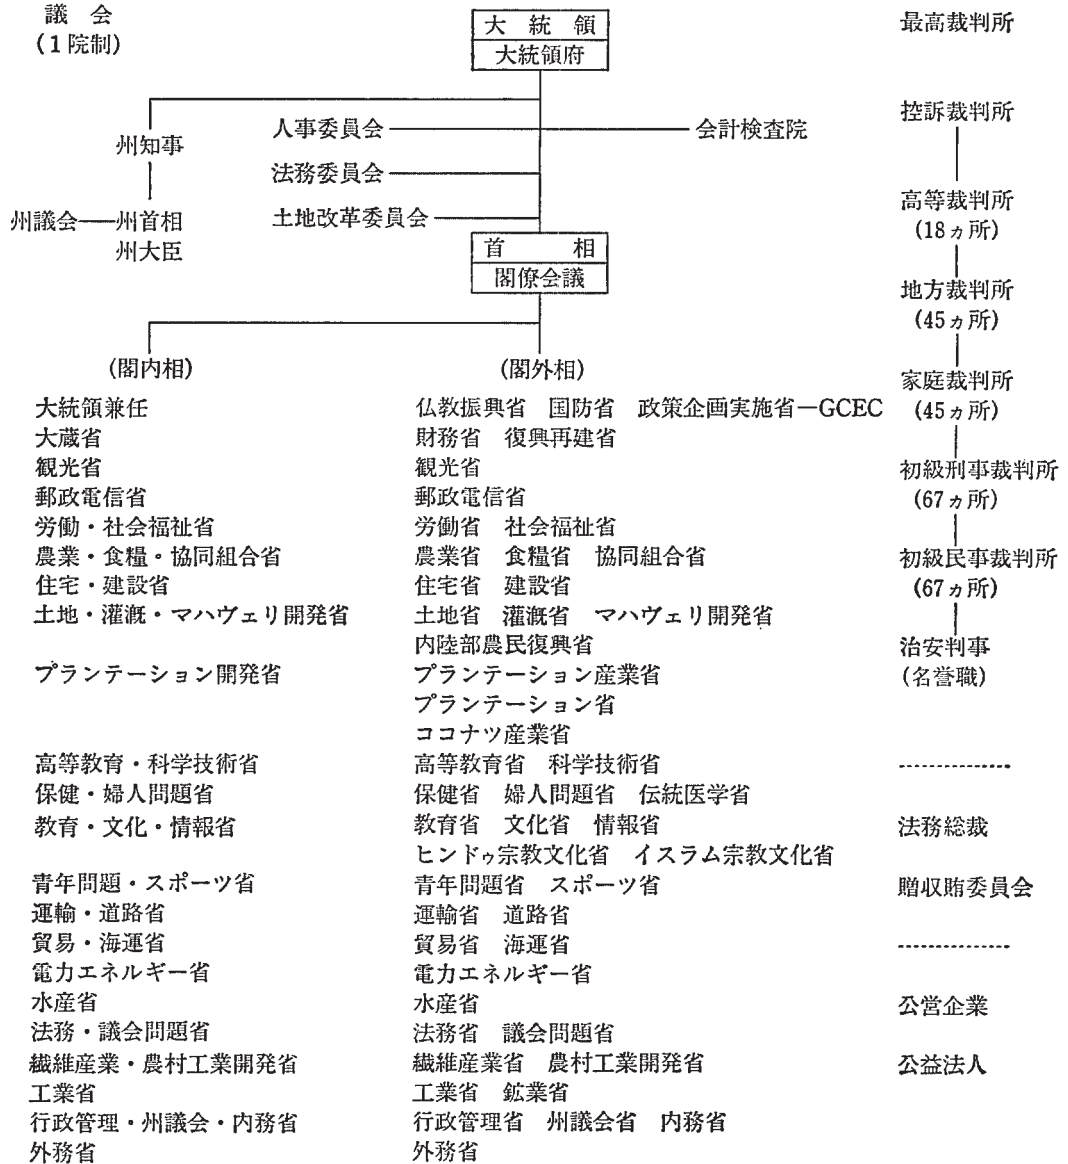 議　会
(1院制)
大　統　領
大統領府
最高裁判所
州知事
人事委員会
会計検査院
控訴裁判所
法務委員会
州議会
州首相
州大臣
土地改革委員会
高等裁判所
(18ヵ所)
首　　相
閣僚会議
地方裁判所
(45ヵ所)
(閣内相)
(閣外相)
家庭裁判所
(45ヵ所)
大統領兼任
仏教振興省　国防省　政策企画実施省—GCEC
大蔵省
財務省　復興再建省
観光省
観光省
初級刑事裁判所
(67ヵ所)
郵政電信省
郵政電信省
労働・社会福祉省
労働省　社会福祉省
農業・食糧・協同組合省
農業省　食糧省　協同組合省
初級民事裁判所
(67ヵ所)
住宅・建設省
住宅省　建設省
土地・灌漑・マハヴェリ開発省
土地省　灌漑省　マハヴェリ開発省
内陸部農民復興省
治安判事
(名誉職)
プランテーション開発省
プランテーション産業省
プランテーション省
ココナツ産業省
高等教育・科学技術省
高等教育省　科学技術省
保健・婦人問題省
保健省　婦人問題省　伝統医学省
教育・文化・情報省
教育省　文化省　情報省
法務総裁
ヒンドゥ宗教文化省　イスラム宗教文化省
青年問題・スポーツ省
青年問題省　スポーツ省
贈収賄委員会
運輸・道路省
運輸省　道路省
貿易・海運省
貿易省　海運省
電力エネルギー省
電力エネルギー省
水産省
水産省
公営企業
法務・議会問題省
法務省　議会問題省
繊維産業・農村工業開発省
繊維産業省　農村工業開発省
公益法人
工業省
工業省　鉱業省
行政管理・州議会・内務省
行政管理省　州議会省　内務省
外務省
外務省